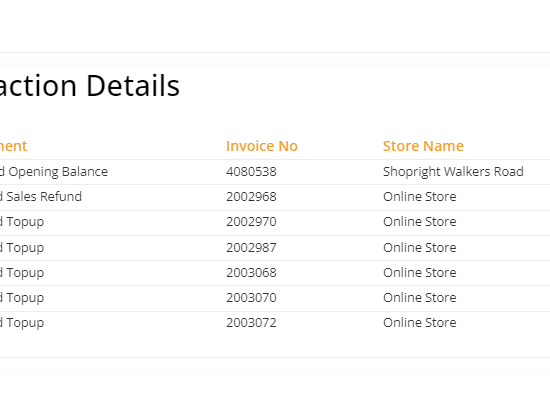 action Details
ment Invoice No Store Name
d Opening Balance 4080538 Shopright Walkers Road
d Sales Refund 2002968 Online Store
d Topup 2002970 Online Store
d Topup 2002987 Online Store
d Topup 2003068 Online Store
d Topup 2003070 Online Store
d Topup 2003072 Online Store